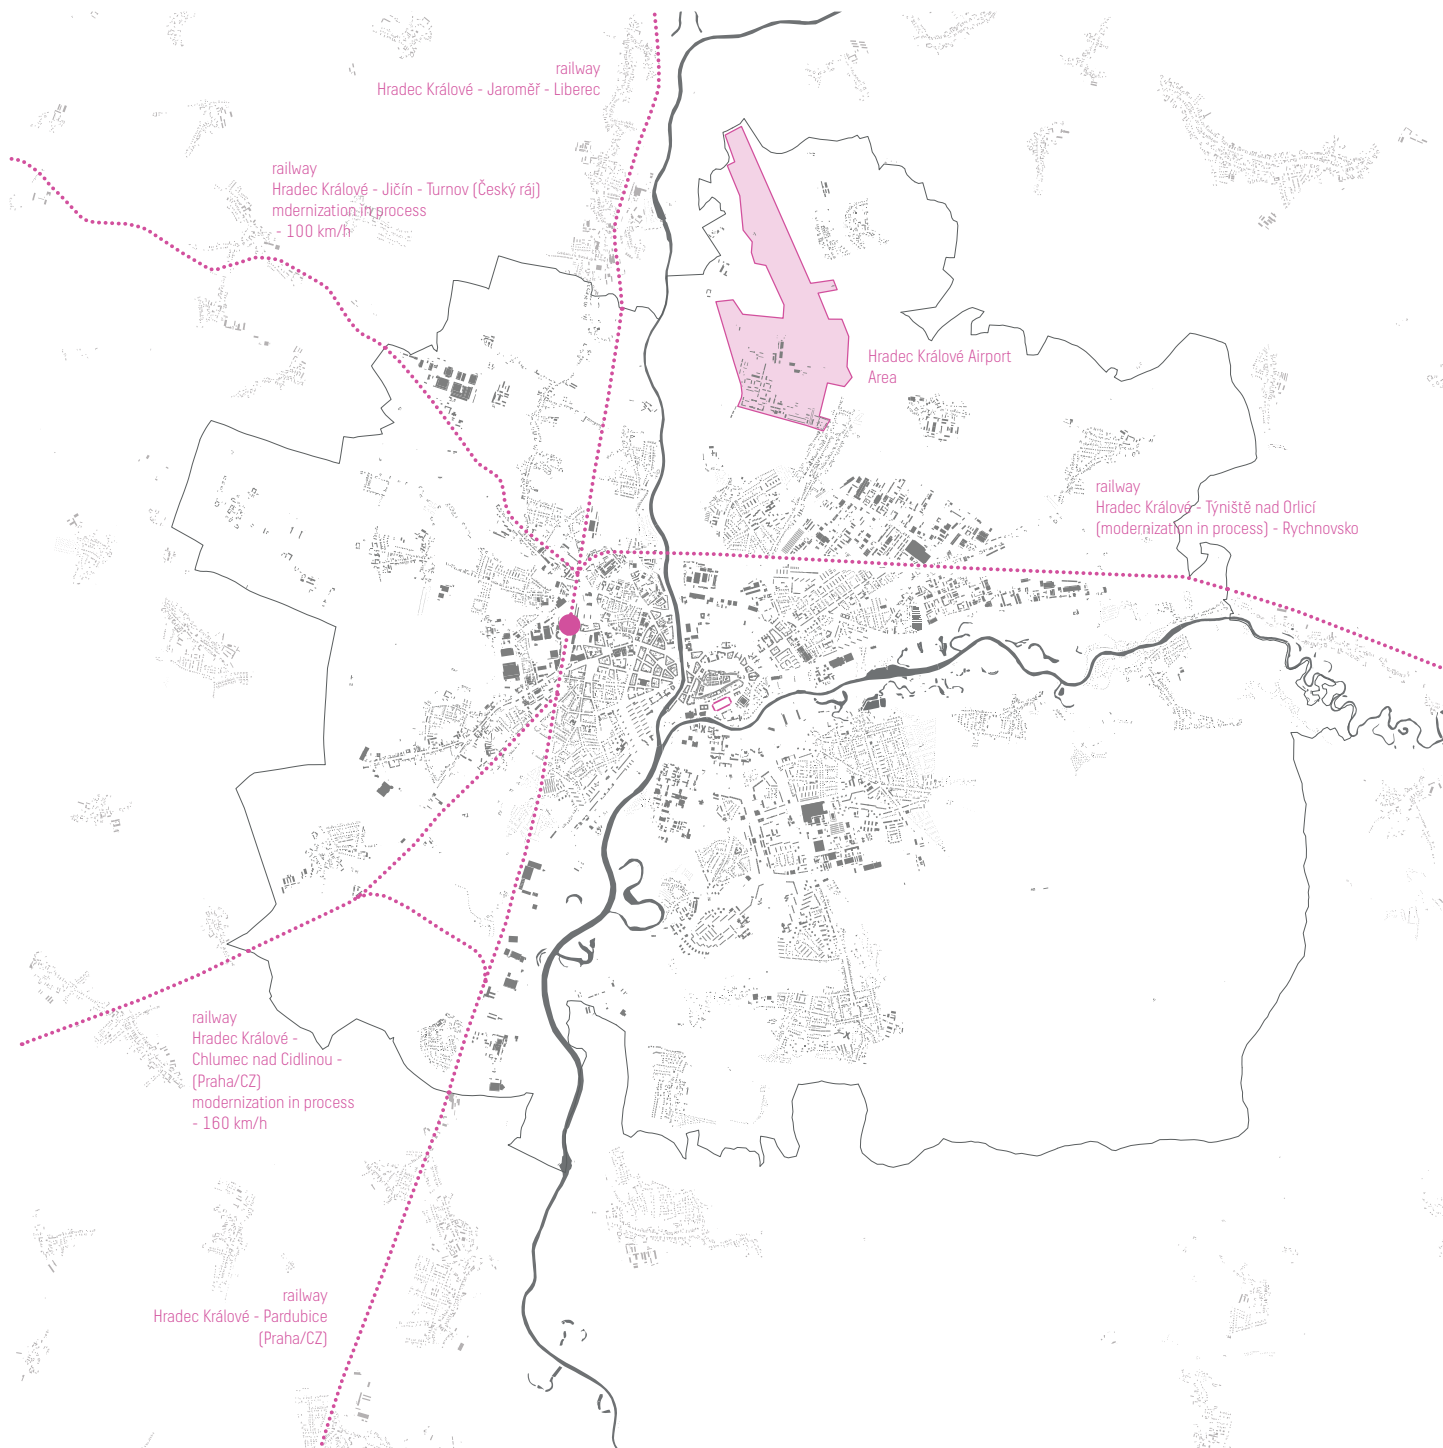 railway
Hradec Králové - Jaroměř - Liberec
railway
Hradec Králové - Jičín - Turnov (Český ráj)
mdernization in process
- 100 km/h
Hradec Králové Airport
Area
railway
Hradec Králové - Týniště nad Orlicí
(modernization in process) - Rychnovsko
railway
Hradec Králové -
Chlumec nad Cidlinou -
(Praha/CZ)
modernization in process
- 160 km/h
railway
Hradec Králové - Pardubice
(Praha/CZ)